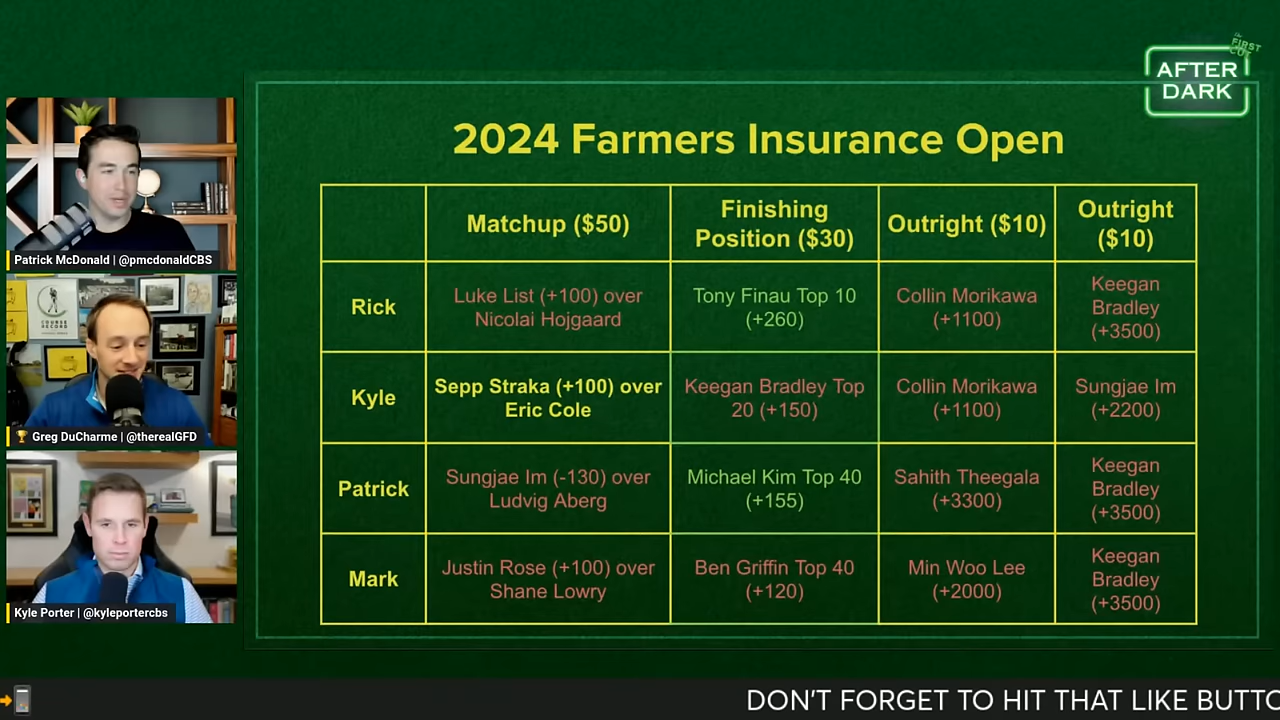 The
FIRST
CUT
AFTER
DARK
2024 Farmers Insurance Open
Matchup ($50)
Finishing
Position ($30)
Outright ($10)
Outright
($10)
Rick
Luke List (+100) over
Nicolai Hojgaard
Tony Finau Top 10
(+260)
Collin Morikawa
(+1100)
Keegan
Bradley
(+3500)
Kyle
Sepp Straka (+100) over
Eric Cole
Keegan Bradley Top
20 (+150)
Collin Morikawa
(+1100)
Sungjae Im
(+2200)
Patrick
Sungjae Im (-130) over
Ludvig Aberg
Michael Kim Top 40
(+155)
Sahith Theegala
(+3300)
Keegan
Bradley
(+3500)
Mark
Justin Rose (+100) over
Shane Lowry
Ben Griffin Top 40
(+120)
Min Woo Lee
(+2000)
Keegan
Bradley
(+3500)
Patrick McDonald | @pmcdonaldCBS
COURSE
RECORD
Greg DuCharme | @therealGFD
Kyle Porter | @kyleportercbs
DON'T FORGET TO HIT THAT LIKE BUTTO